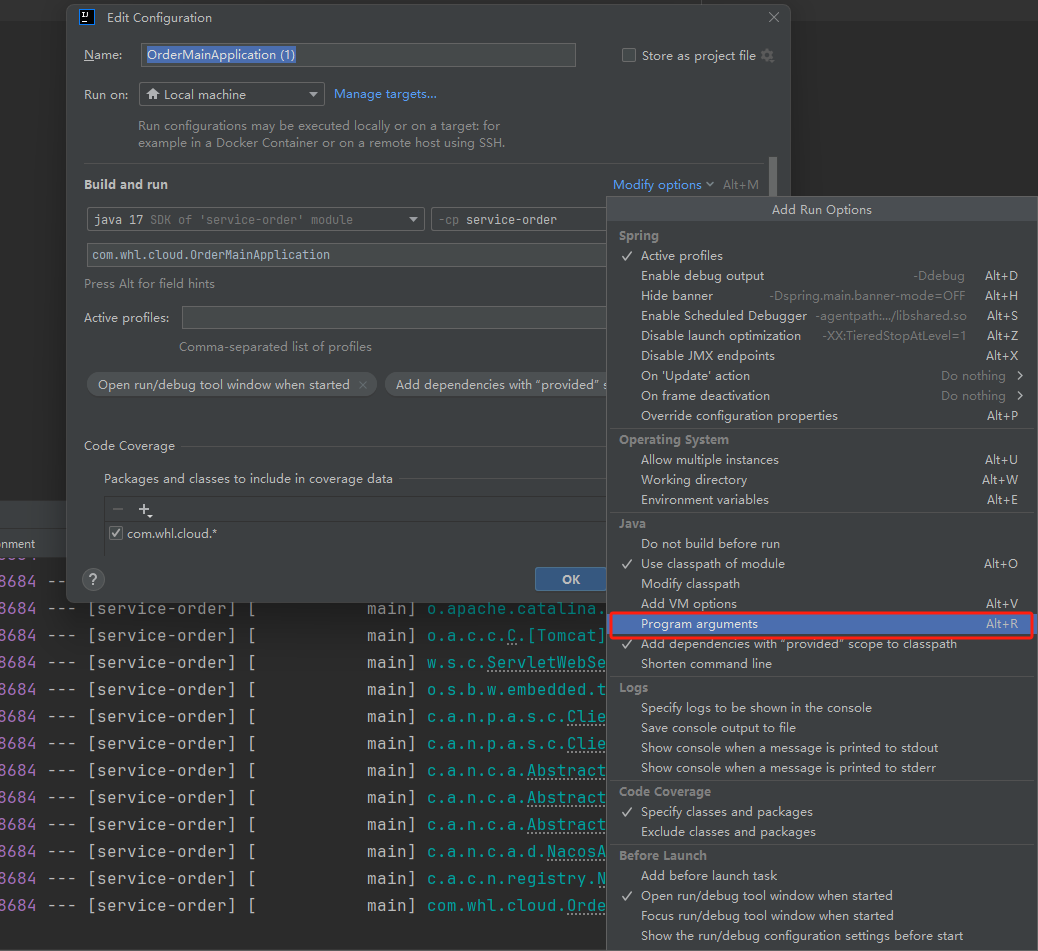 Edit Configuration
Name: OrderMainApplication (1)
Store as project file
Run on: Local machine Manage targets...
Run configurations may be executed locally or on a target: for
example in a Docker Container or on a remote host using SSH.
Build and run
Modify options Alt+M
java 17 SDK of 'service-order' module
-cp service-order
com.whl.cloud.OrderMainApplication
Press Alt for field hints
Active profiles:
Comma-separated list of profiles
Open run/debug tool window when started
Add dependencies with “provided” s
Code Coverage
Packages and classes to include in coverage data
com.whl.cloud.*
?
OK
Add Run Options
Spring
Active profiles
Enable debug output -Ddebug Alt+D
Hide banner -Dspring.main.banner-mode=OFF Alt+H
Enable Scheduled Debugger -agentpath:.../libshared.so Alt+S
Disable launch optimization -XX:TieredStopAtLevel=1 Alt+Z
Disable JMX endpoints Alt+X
On 'Update' action Do nothing
On frame deactivation Do nothing
Override configuration properties Alt+P
Operating System
Allow multiple instances Alt+U
Working directory Alt+W
Environment variables Alt+E
Java
Do not build before run
Use classpath of module Alt+O
Modify classpath
Add VM options Alt+V
Program arguments Alt+R
Add dependencies with “provided” scope to classpath
Shorten command line
Logs
Specify logs to be shown in the console
Save console output to file
Show console when a message is printed to stdout
Show console when a message is printed to stderr
Code Coverage
Specify classes and packages
Exclude classes and packages
Before Launch
Add before launch task
Open run/debug tool window when started
Focus run/debug tool window when started
Show the run/debug configuration settings before start
onment
8684 --
8684 --- [service-order] [ main] o.apache.catalina.
8684 --- [service-order] [ main] o.a.c.c.C.[Tomcat]
8684 --- [service-order] [ main] w.s.c.ServletWebSe
8684 --- [service-order] [ main] o.s.b.w.embedded.t
8684 --- [service-order] [ main] c.a.n.p.a.s.c.Clie
8684 --- [service-order] [ main] c.a.n.p.a.s.c.Clie
8684 --- [service-order] [ main] c.a.n.c.a.Abstract
8684 --- [service-order] [ main] c.a.n.c.a.Abstract
8684 --- [service-order] [ main] c.a.n.c.a.Abstract
8684 --- [service-order] [ main] c.a.n.c.a.d.NacosA
8684 --- [service-order] [ main] c.a.c.n.registry.N
8684 --- [service-order] [ main] com.whl.cloud.Orde